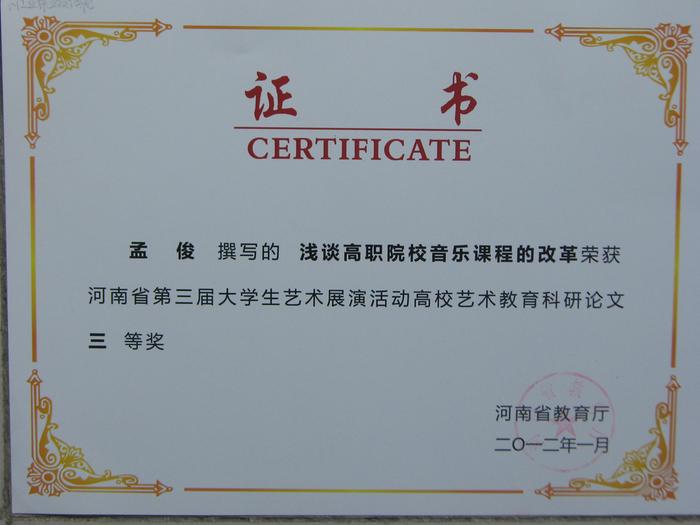 证 书
CERTIFICATE
孟 俊 撰写的 浅谈高职院校音乐课程的改革荣获
河南省第三届大学生艺术展演活动高校艺术教育科研论文
三 等奖
河南省教育厅
二〇一二年一月